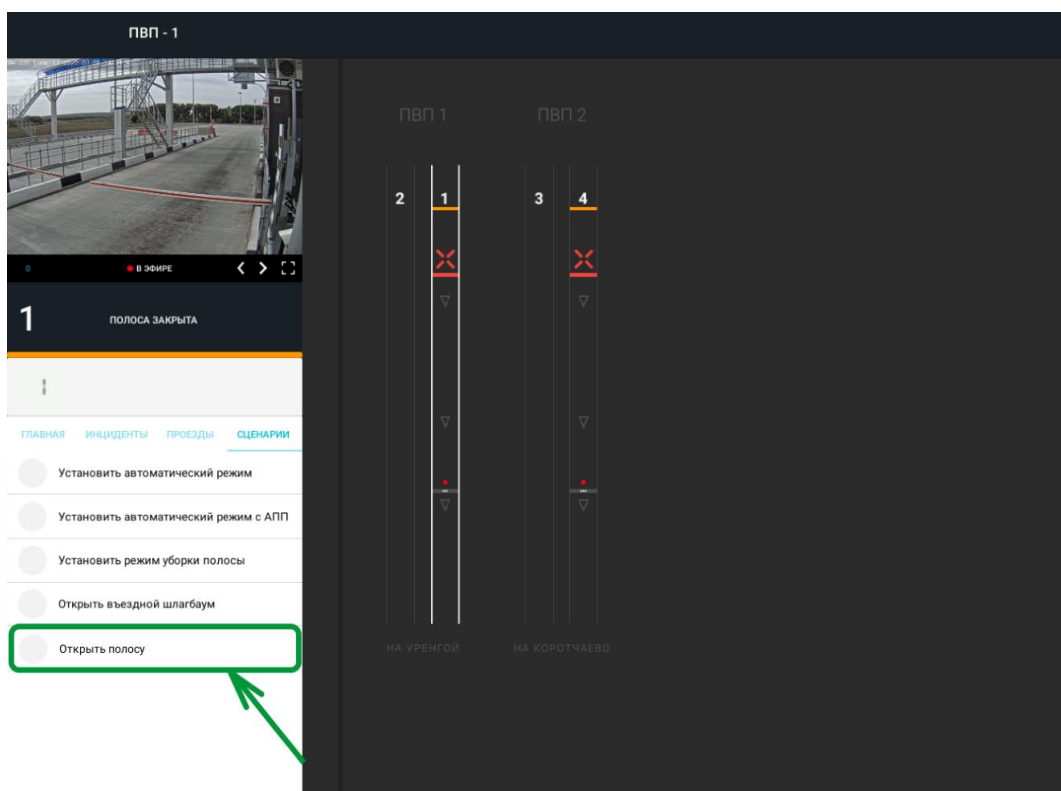 ПВП - 1
0
В ЭФИРЕ
1
ПОЛОСА ЗАКРЫТА
ГЛАВНАЯ ИНЦИДЕНТЫ ПРОЕЗДЫ СЦЕНАРИИ
Установить автоматический режим
Установить автоматический режим с АПП
Установить режим уборки полосы
Открыть въездной шлагбаум
Открыть полосу
ПВП 1 ПВП 2
2 1 3 4
НА УРЕНГОЙ НА КОРОТЧАЕВО